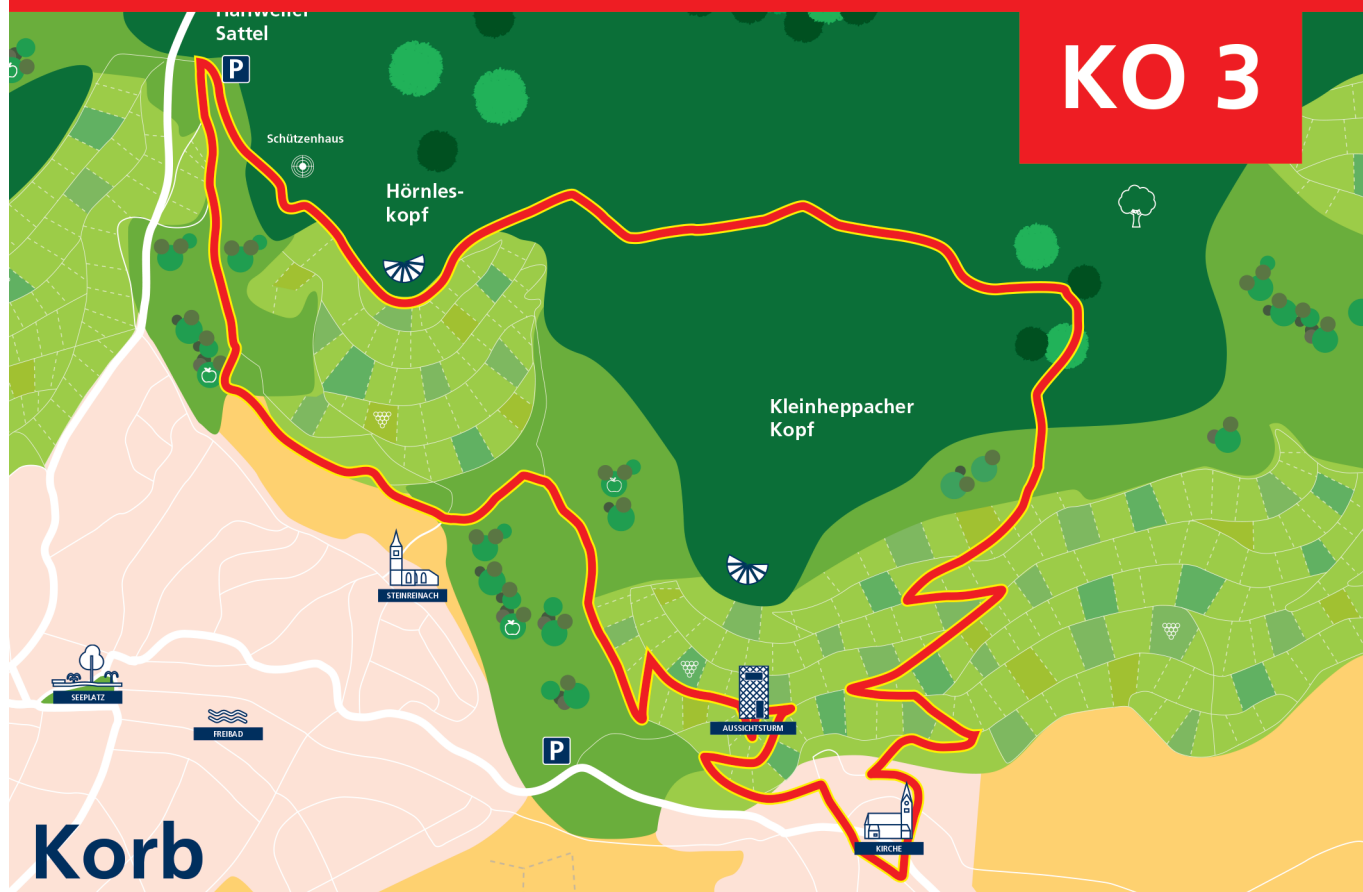 Sattel
P
KO 3
Schützenhaus
Hörnles-
kopf
Kleinheppacher
Kopf
STEINREINACH
SEEPLATZ
FREIBAD
AUSSICHTSTURM
P
KIRCHE
Korb